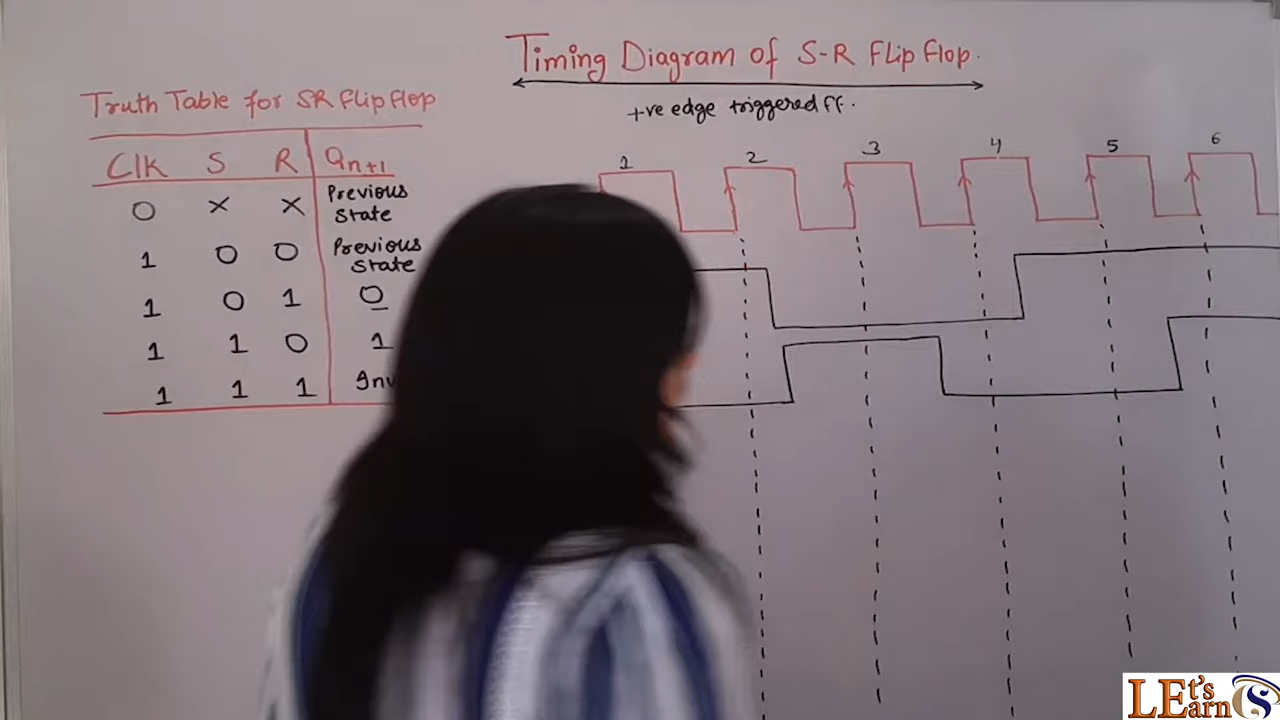 Timing Diagram of S-R Flip Flop.
+ve edge triggered ff.
Truth Table for SR Flip Flop
Clk S R Qn+1
0 × × Previous State
1 0 0 Previous State
1 0 1 0
1 1 0 1
1 1 1
1 2 3 4 5 6
LEt's
Earn